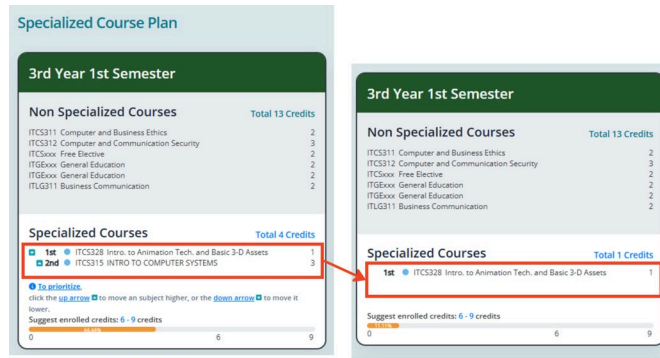 Specialized Course Plan
3rd Year 1st Semester
Non Specialized Courses Total 13 Credits
ITCS311 Computer and Business Ethics 2
ITCS312 Computer and Communication Security 3
ITCSxxx Free Elective 2
ITGExxx General Education 2
ITGExxx General Education 2
ITLG311 Business Communication 2
Specialized Courses Total 4 Credits
1st ITCS328 Intro. to Animation Tech. and Basic 3-D Assets 1
2nd ITCS315 INTRO TO COMPUTER SYSTEMS 3
To prioritize,
click the up arrow to move an subject higher, or the down arrow to move it
lower.
Suggest enrolled credits: 6 - 9 credits
44.44%
0 6 9
3rd Year 1st Semester
Non Specialized Courses Total 13 Credits
ITCS311 Computer and Business Ethics 2
ITCS312 Computer and Communication Security 3
ITCSxxx Free Elective 2
ITGExxx General Education 2
ITGExxx General Education 2
ITLG311 Business Communication 2
Specialized Courses Total 1 Credits
1st ITCS328 Intro. to Animation Tech. and Basic 3-D Assets 1
Suggest enrolled credits: 6 - 9 credits
11.11%
0 6 9